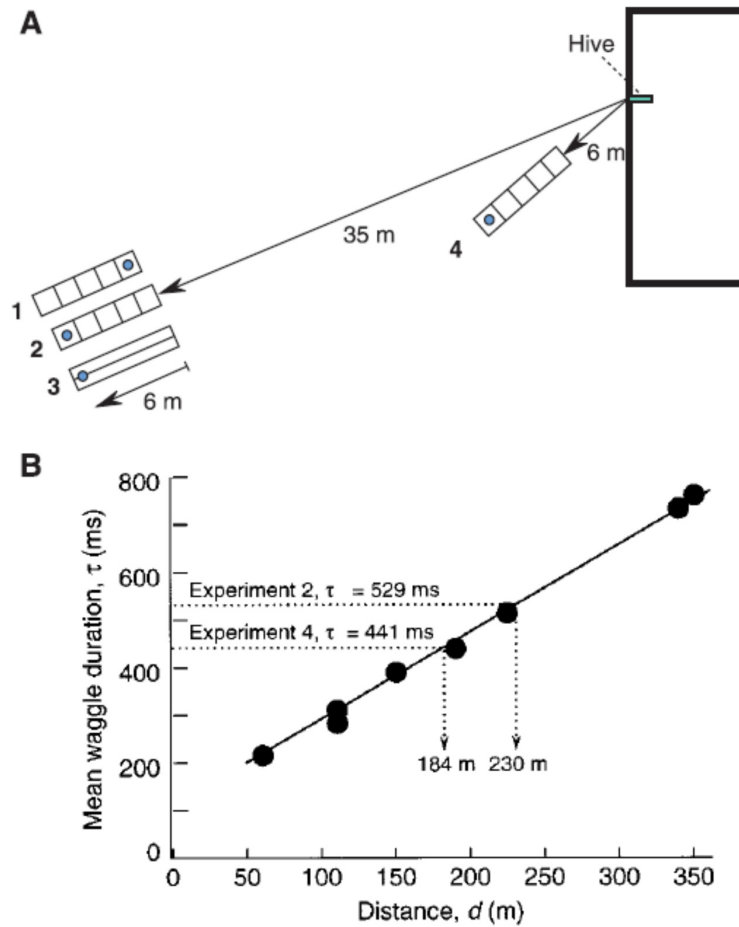 A
Hive
6 m
35 m
4
1
2
3
6 m
B
800
600
400
200
0
Mean waggle duration, τ (ms)
Experiment 2, τ = 529 ms
Experiment 4, τ = 441 ms
184 m 230 m
0 50 100 150 200 250 300 350
Distance, d (m)